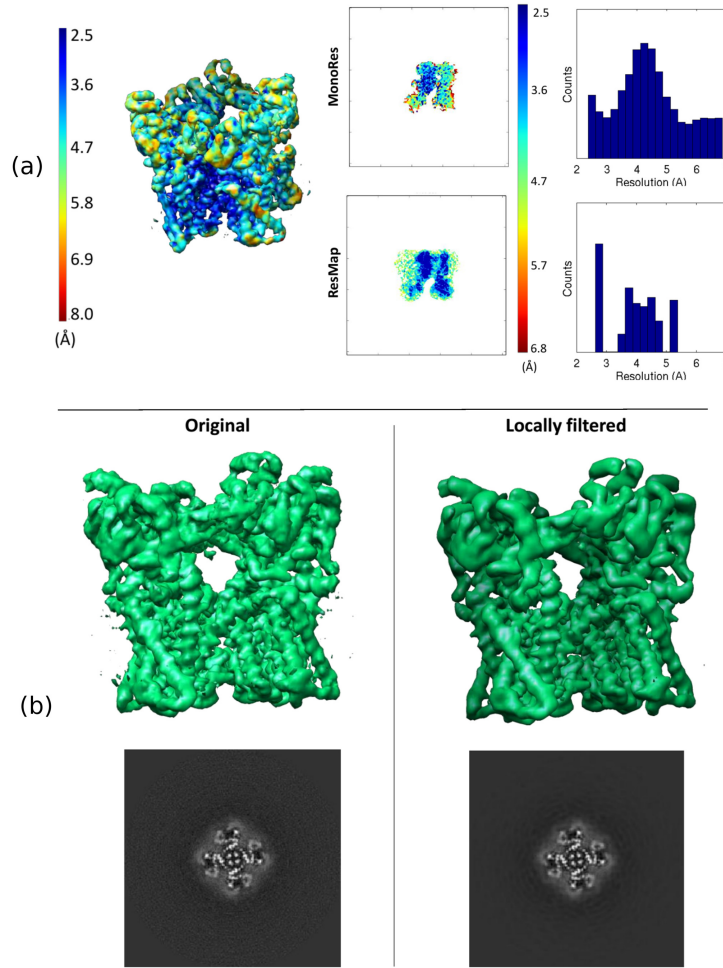 (a)
2.5
3.6
4.7
5.8
6.9
8.0
(Å)
MonoRes
ResMap
2.5
3.6
4.7
5.7
6.8
(Å)
Counts
2 3 4 5 6
Resolution (A)
Counts
2 3 4 5 6
Resolution (A)
Original
Locally filtered
(b)